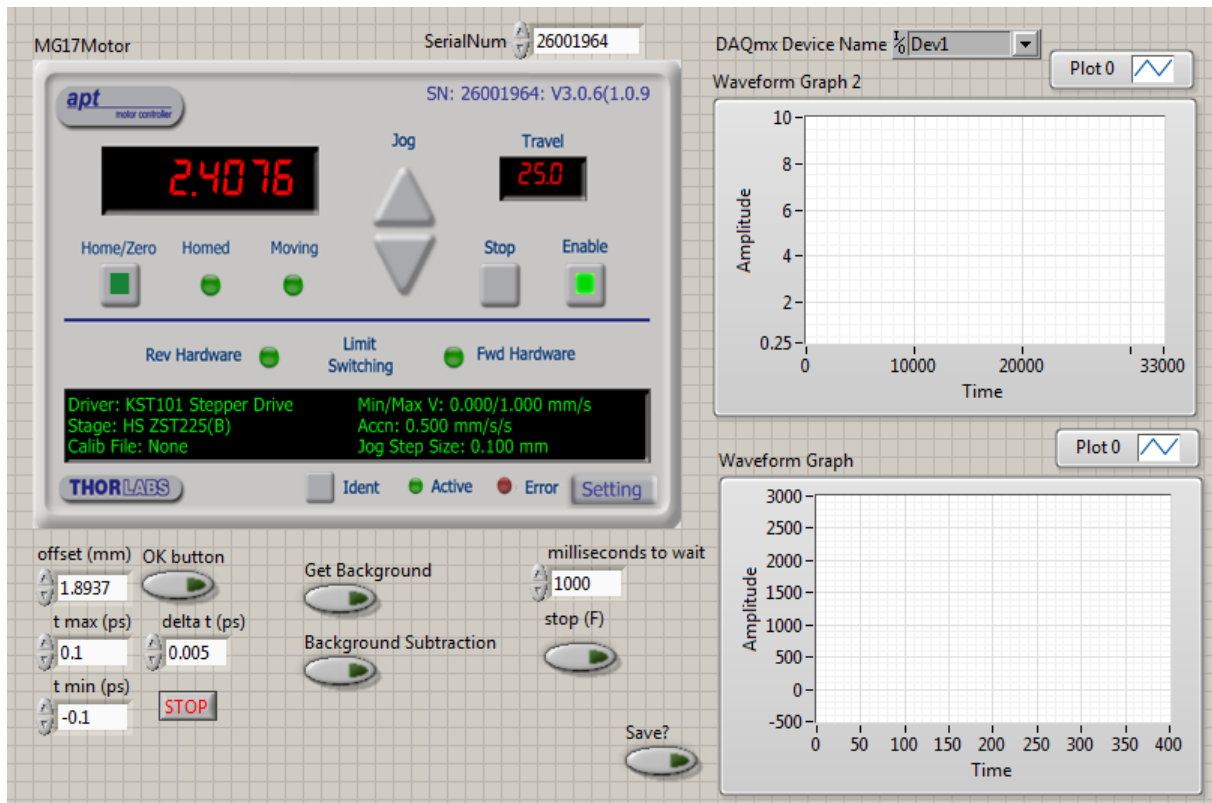 MG17Motor
SerialNum 26001964
apt
motor controller
SN: 26001964: V3.0.6(1.0.9
2.4076
Jog
Travel
25.0
Home/Zero Homed Moving
Stop Enable
Rev Hardware
Limit
Switching
Fwd Hardware
Driver: KST101 Stepper Drive Min/Max V: 0.000/1.000 mm/s
Stage: HS ZST225(B) Accn: 0.500 mm/s/s
Calib File: None Jog Step Size: 0.100 mm
THORLABS
Ident Active Error Setting
offset (mm) OK button
1.8937
t max (ps) delta t (ps)
0.1 0.005
t min (ps)
-0.1
STOP
Get Background
Background Subtraction
milliseconds to wait
1000
stop (F)
Save?
DAQmx Device Name I/O Dev1
Plot 0
Waveform Graph 2
10
8
6
4
2
0.25
Amplitude
0 10000 20000 33000
Time
Plot 0
Waveform Graph
3000
2500
2000
1500
1000
500
0
-500
Amplitude
0 50 100 150 200 250 300 350 400
Time